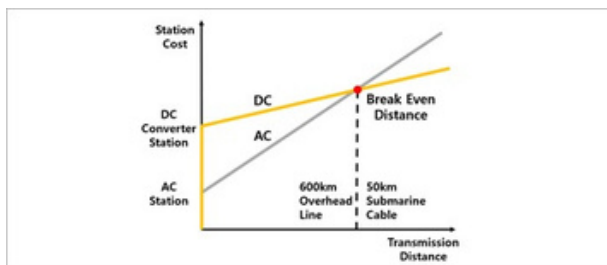 Station
Cost
DC
Converter
Station
AC
Station
DC
AC
Break Even
Distance
600km
Overhead
Line
50km
Submarine
Cable
Transmission
Distance